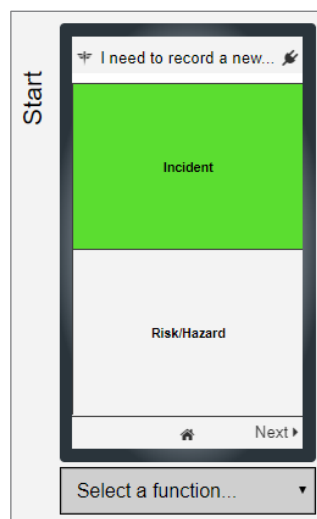 Start
I need to record a new...
Incident
Risk/Hazard
Next
Select a function...